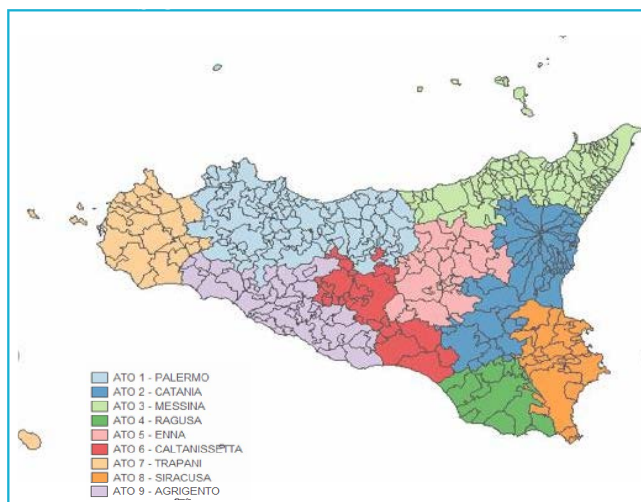 ATO 1 - PALERMO
ATO 2 - CATANIA
ATO 3 - MESSINA
ATO 4 - RAGUSA
ATO 5 - ENNA
ATO 6 - CALTANISSETTA
ATO 7 - TRAPANI
ATO 8 - SIRACUSA
ATO 9 - AGRIGENTO